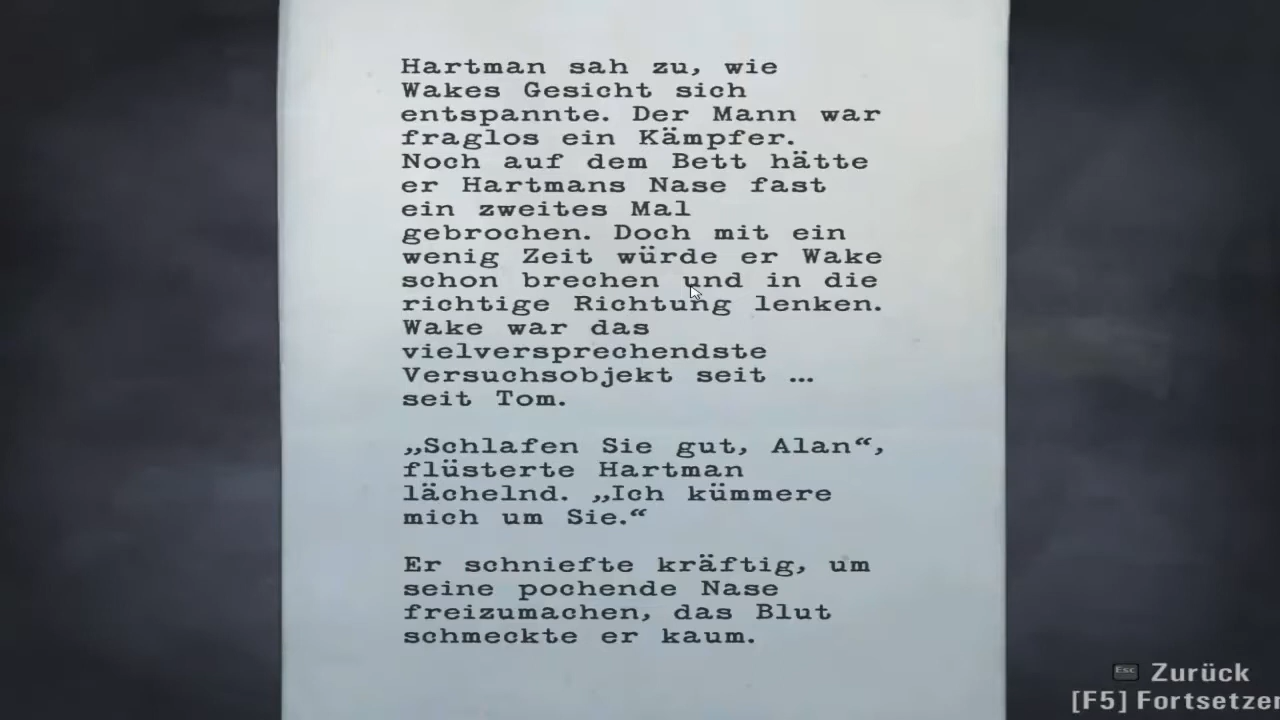 Hartman sah zu, wie
Wakes Gesicht sich
entspannte. Der Mann war
fraglos ein Kämpfer.
Noch auf dem Bett hätte
er Hartmans Nase fast
ein zweites Mal
gebrochen. Doch mit ein
wenig Zeit würde er Wake
schon brechen und in die
richtige Richtung lenken.
Wake war das
vielversprechendste
Versuchsobjekt seit …
seit Tom.
„Schlafen Sie gut, Alan“,
flüsterte Hartman
lächelnd. „Ich kümmere
mich um Sie.“
Er schniefte kräftig, um
seine pochende Nase
freizumachen, das Blut
schmeckte er kaum.
Esc Zurück
[F5] Fortsetzen